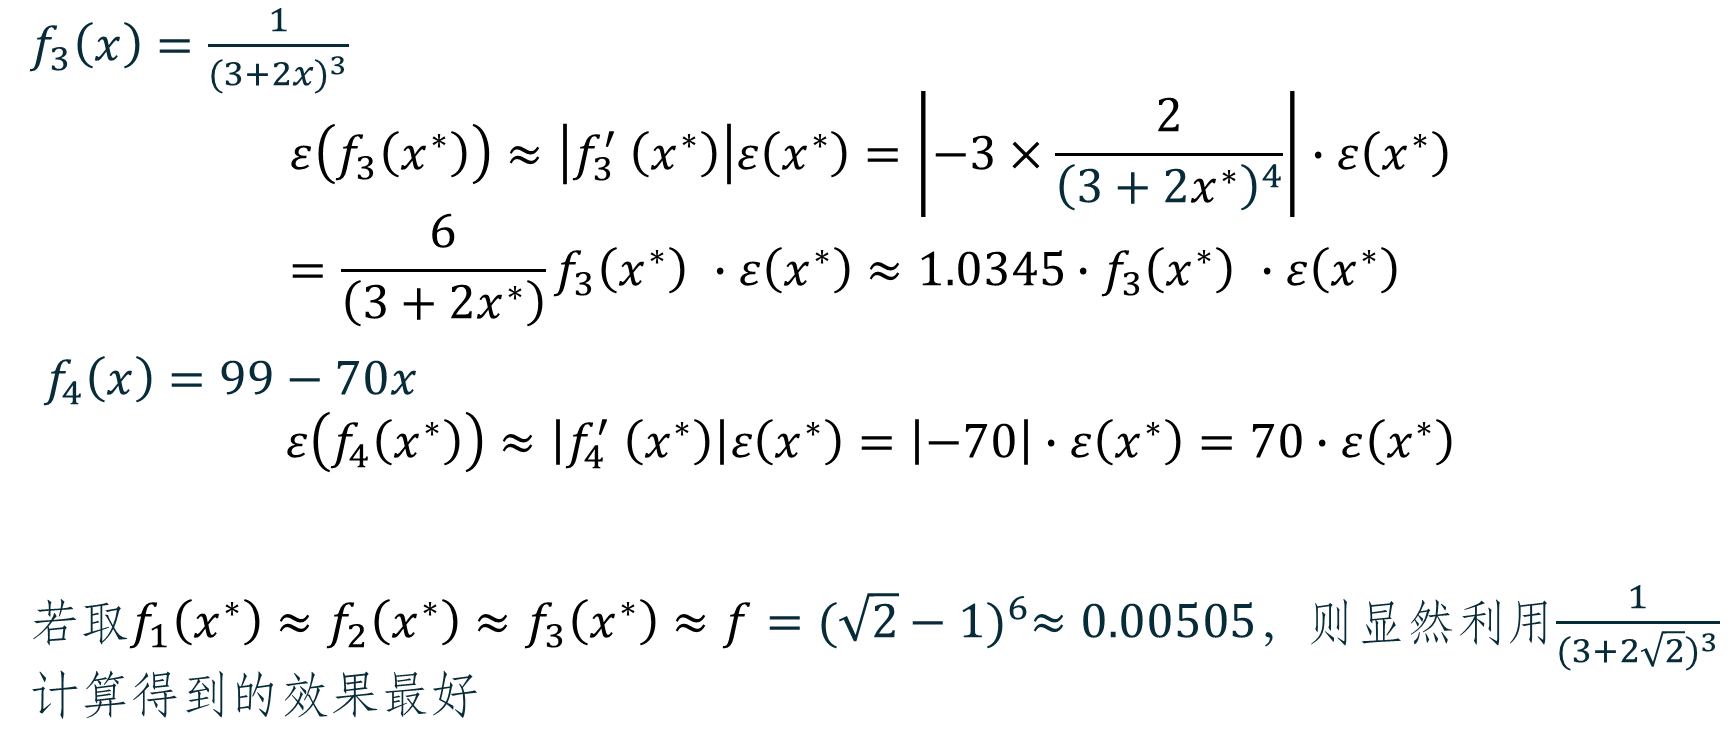 f₃(x) = 1/(3+2x)³
ε(f₃(x*)) ≈ |f₃′(x*)|ε(x*) = |−3 × 2/(3 + 2x*)⁴| · ε(x*)
= 6/(3 + 2x*) f₃(x*) · ε(x*) ≈ 1.0345 · f₃(x*) · ε(x*)
f₄(x) = 99 − 70x
ε(f₄(x*)) ≈ |f₄′(x*)|ε(x*) = |−70| · ε(x*) = 70 · ε(x*)
若取f₁(x*) ≈ f₂(x*) ≈ f₃(x*) ≈ f = (√2 − 1)⁶≈ 0.00505，则显然利用1/(3+2√2)³
计算得到的效果最好